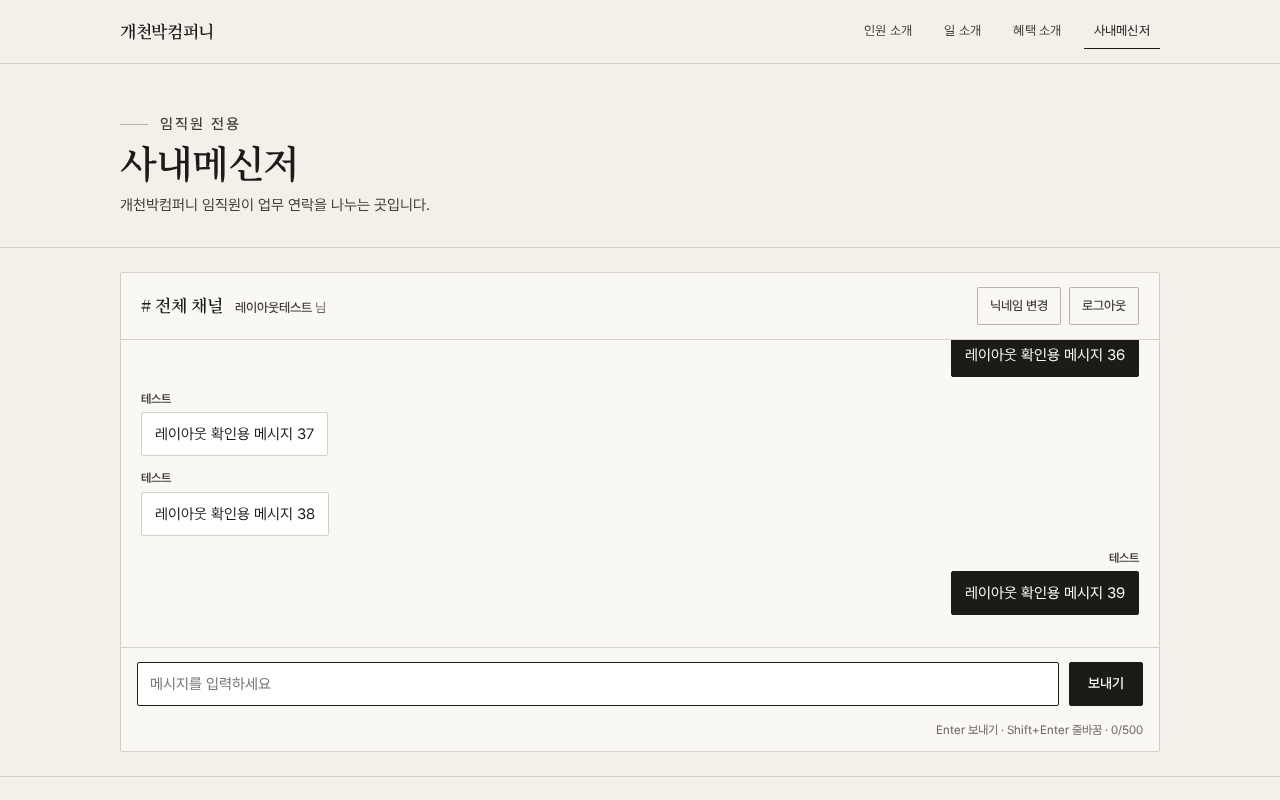 개천박컴퍼니
인원 소개 일 소개 혜택 소개 사내메신저
임직원 전용
사내메신저
개천박컴퍼니 임직원이 업무 연락을 나누는 곳입니다.
# 전체 채널 레이아웃테스트 님 닉네임 변경 로그아웃
레이아웃 확인용 메시지 36
테스트
레이아웃 확인용 메시지 37
테스트
레이아웃 확인용 메시지 38
테스트
레이아웃 확인용 메시지 39
메시지를 입력하세요 보내기
Enter 보내기 · Shift+Enter 줄바꿈 · 0/500